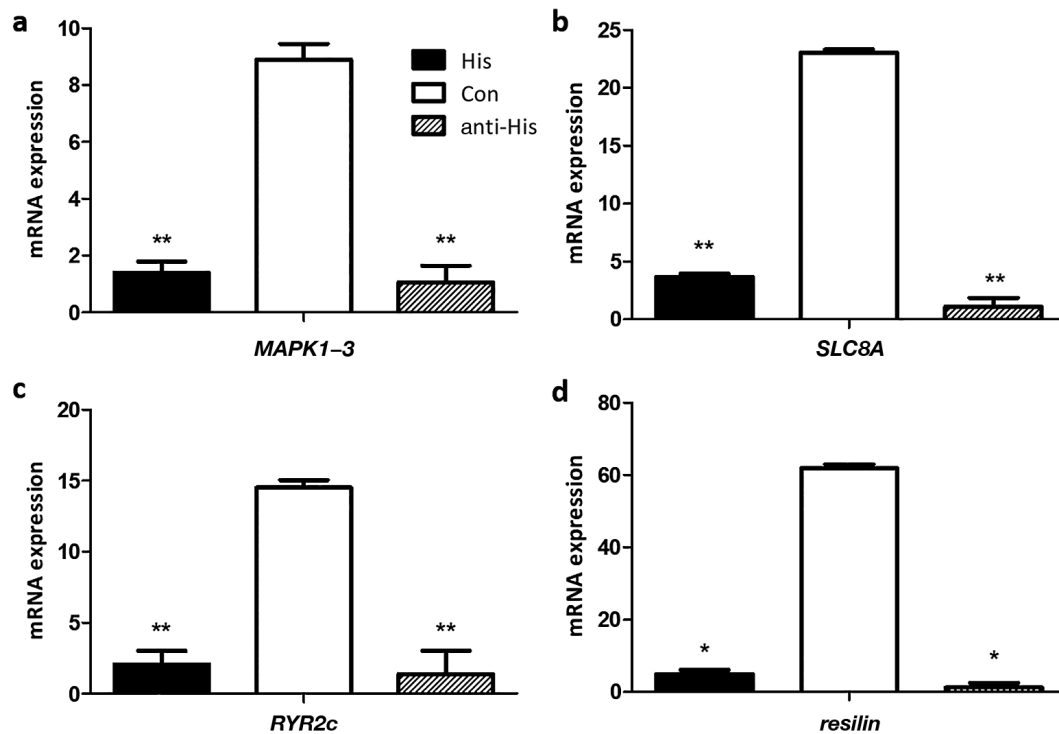 a
mRNA expression
10
8
6
4
2
0
**
**
His
Con
anti-His
MAPK1–3
b
mRNA expression
25
20
15
10
5
0
**
**
SLC8A
c
mRNA expression
20
15
10
5
0
**
**
RYR2c
d
mRNA expression
80
60
40
20
0
*
*
resilin